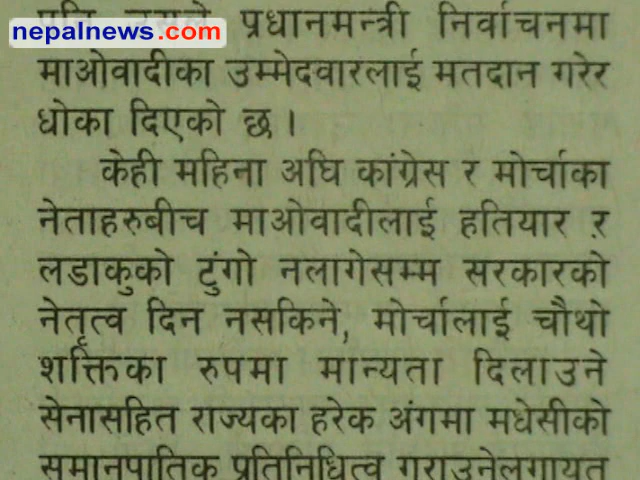 nepalnews.com
प्रधानमन्त्री निर्वाचनमा
माओवादीका उम्मेदवारलाई मतदान गरेर
धोका दिएको छ ।
केही महिना अघि कांग्रेस र मोर्चाका
नेताहरुबीच माओवादीलाई हतियार र
लडाकुको टुंगो नलागेसम्म सरकारको
नेतृत्व दिन नसकिने, मोर्चालाई चौथो
शक्तिका रुपमा मान्यता दिलाउने
सेनासहित राज्यका हरेक अंगमा मधेसीको
समानुपातिक प्रतिनिधित्व गराउनेलगायत